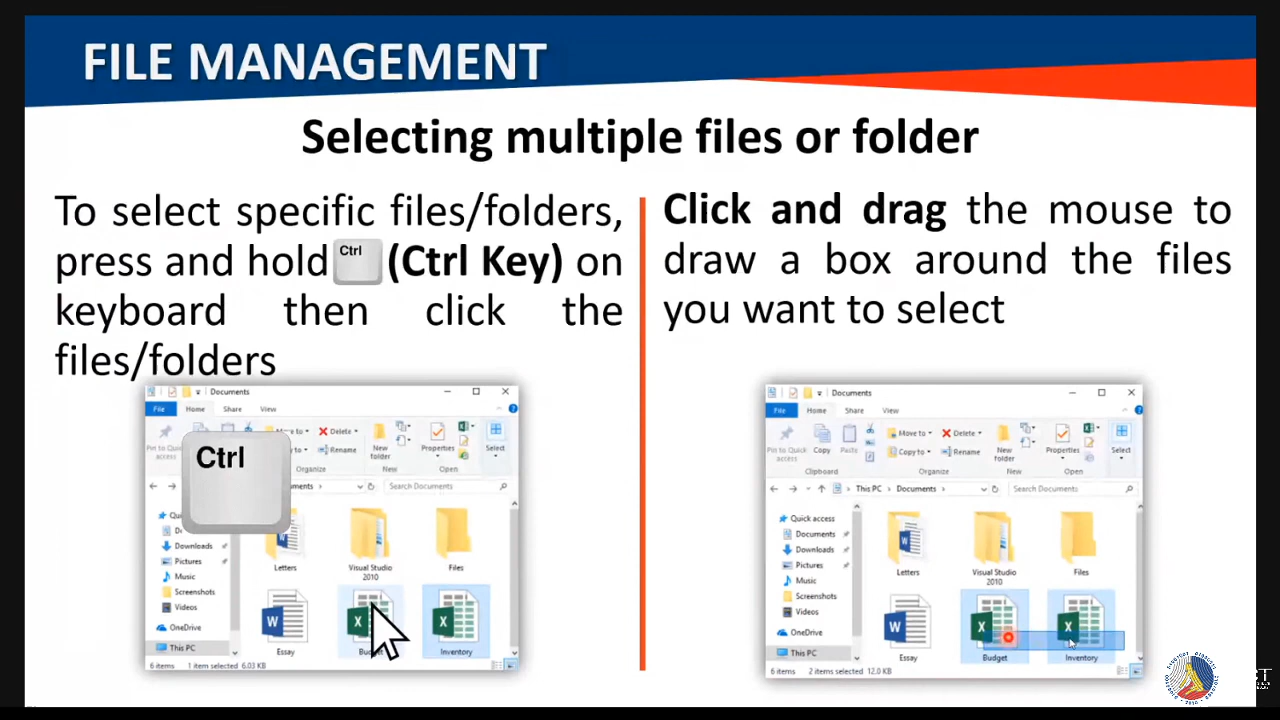 FILE MANAGEMENT
Selecting multiple files or folder
To select specific files/folders,
press and hold Ctrl (Ctrl Key) on
keyboard then click the
files/folders
Click and drag the mouse to
draw a box around the files
you want to select
Documents
File Home Share View
Delete
Rename
New folder
Properties
Select
Organize New Open
Ctrl
Search Documents
Downloads
Pictures
Music
Screenshots
Videos
OneDrive
This PC
Letters Visual Studio 2010 Files
Essay Inventory
6 items 1 item selected 6.03 KB
Documents
File Home Share View
Pin to Quick access
Copy
Paste
Move to
Copy to
Delete
Rename
New folder
Properties
Select
Clipboard Organize New Open
This PC Documents
Search Documents
Quick access
Documents
Downloads
Pictures
Music
Screenshots
Videos
OneDrive
This PC
Letters Visual Studio 2010 Files
Essay Budget Inventory
6 items 2 items selected 12.0 KB